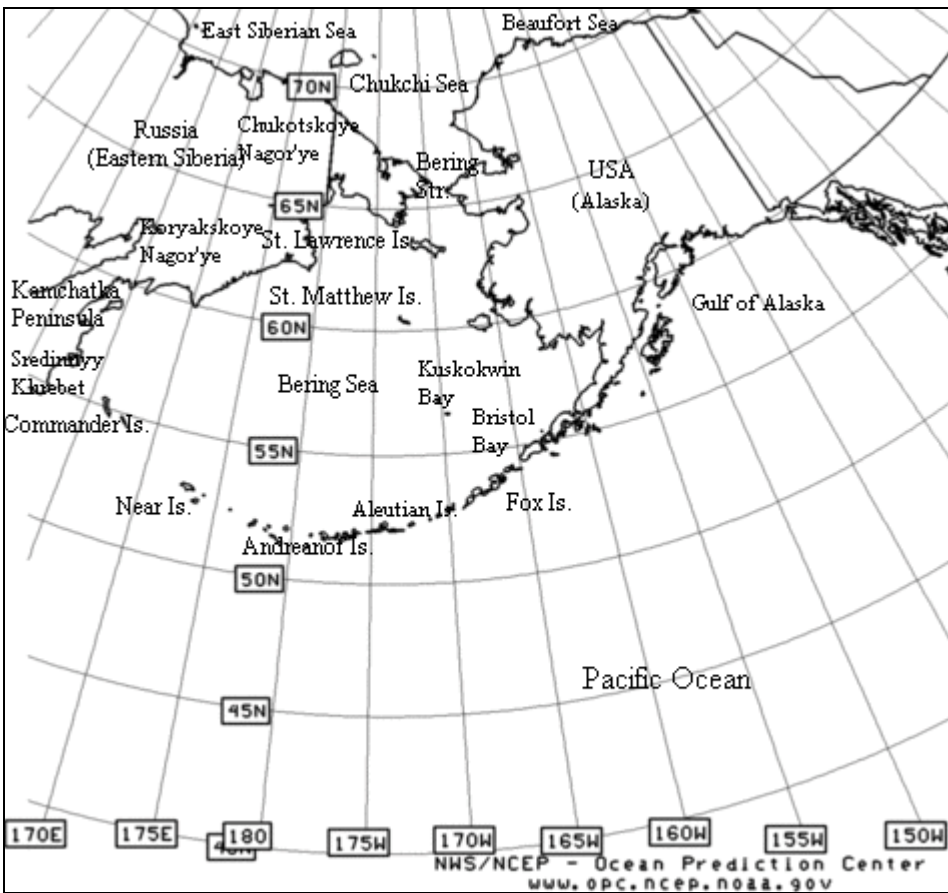 Beaufort Sea
East Siberian Sea
70N
Chukchi Sea
Russia
(Eastern Siberia)
Chukotskoye
Nagor'ye
Bering
Str.
USA
(Alaska)
65N
Koryakskoye
Nagor'ye
St. Lawrence Is.
Kamchatka
Peninsula
St. Matthew Is.
60N
Gulf of Alaska
Sredinnyy
Khrebet
Bering Sea
Kuskokwin
Bay
Commander Is.
Bristol
Bay
55N
Near Is.
Aleutian Is.
Fox Is.
Andreanof Is.
50N
Pacific Ocean
45N
170E
175E
180
175W
170W
165W
160W
155W
150W
NWS/NCEP - Ocean Prediction Center
www.opc.ncep.noaa.gov